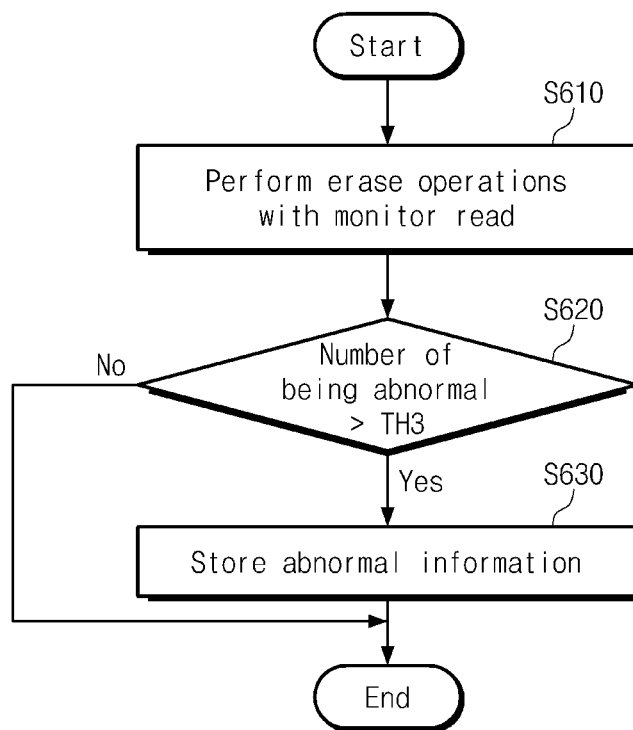 Start
S610
Perform erase operations
with monitor read
S620
No
Number of
being abnormal
> TH3
Yes
S630
Store abnormal information
End